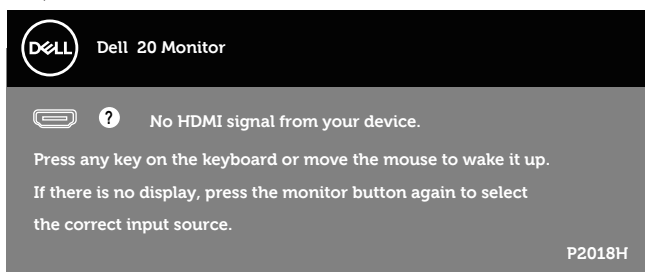 DELL
Dell 20 Monitor
? No HDMI signal from your device.
Press any key on the keyboard or move the mouse to wake it up.
If there is no display, press the monitor button again to select
the correct input source.
P2018H